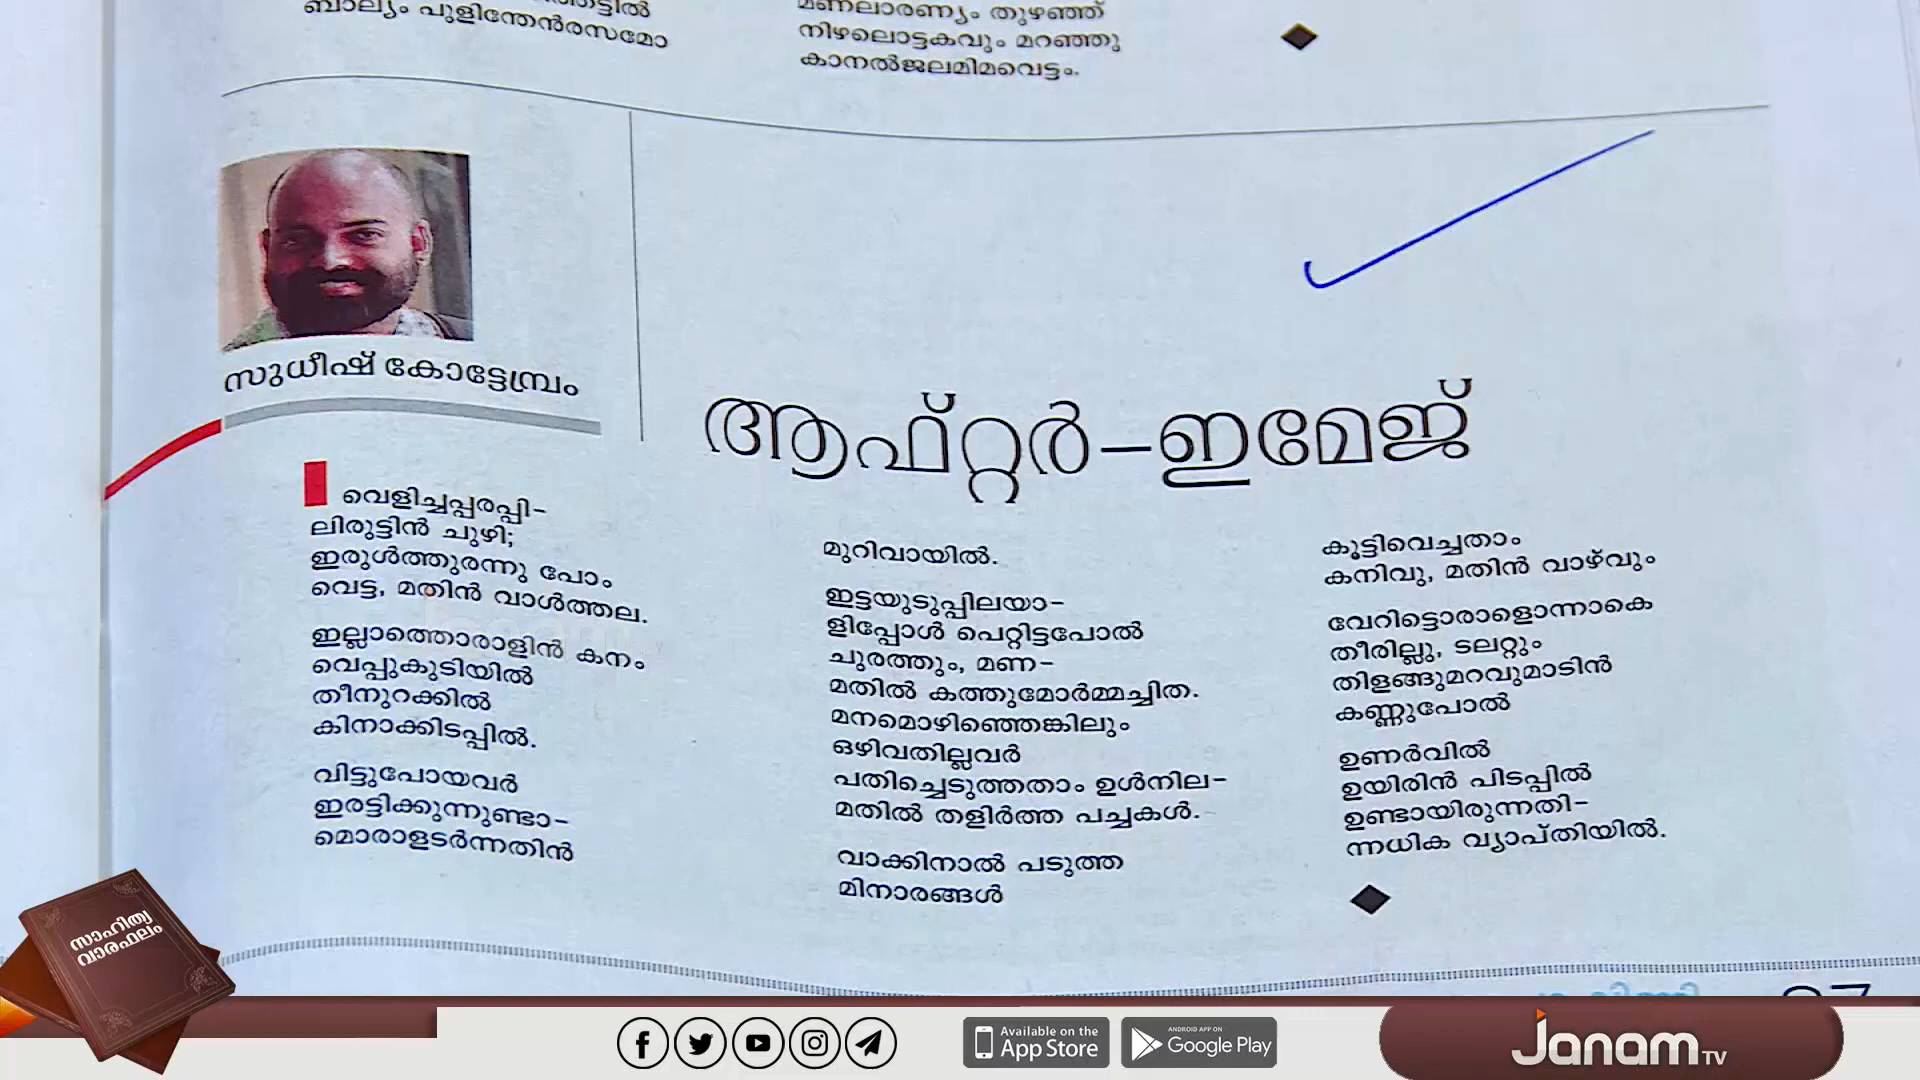 ബാല്യം പുളിന്തേൻരസമോ
മണലാരണ്യം തുഴഞ്ഞ്
നിഴലൊട്ടകവും മറഞ്ഞു
കാനൽജലമിമവെട്ടം.
സുധീഷ് കോട്ടേമ്പ്രം
ആഫ്റ്റർ-ഇമേജ്
വെളിച്ചപ്പരപ്പി-
ലിരുട്ടിൻ ചുഴി;
ഇരുൾത്തുരന്നു പോം
വെട്ട, മതിൻ വാൾത്തല.
ഇല്ലാത്തൊരാളിൻ കനം
വെപ്പുകുടിയിൽ
തീനുറക്കിൽ
കിനാക്കിടപ്പിൽ.
വിട്ടുപോയവർ
ഇരട്ടിക്കുന്നുണ്ടാ-
മൊരാളടർന്നതിൻ
മുറിവായിൽ.
ഇട്ടയുടുപ്പിലയാ-
ളിപ്പോൾ പെറ്റിട്ടപോൽ
ചുരത്തും, മണ-
മതിൽ കത്തുമോർമ്മച്ചിത.
മനമൊഴിഞ്ഞെങ്കിലും
ഒഴിവതില്ലവർ
പതിച്ചെടുത്തതാം ഉൾനില-
മതിൽ തളിർത്ത പച്ചകൾ.
വാക്കിനാൽ പടുത്ത
മിനാരങ്ങൾ
കൂട്ടിവെച്ചതാം
കനിവു, മതിൻ വാഴ്‌വും
വേറിട്ടൊരാളൊന്നാകെ
തീരില്ലു, ടലറ്റും
തിളങ്ങുമറവുമാടിൻ
കണ്ണുപോൽ
ഉണർവിൽ
ഉയിരിൻ പിടപ്പിൽ
ഉണ്ടായിരുന്നതി-
ന്നധിക വ്യാപ്തിയിൽ.
സാഹിത്യ
വാരഫലം
Available on the
App Store
ANDROID APP ON
Google Play
Janam TV